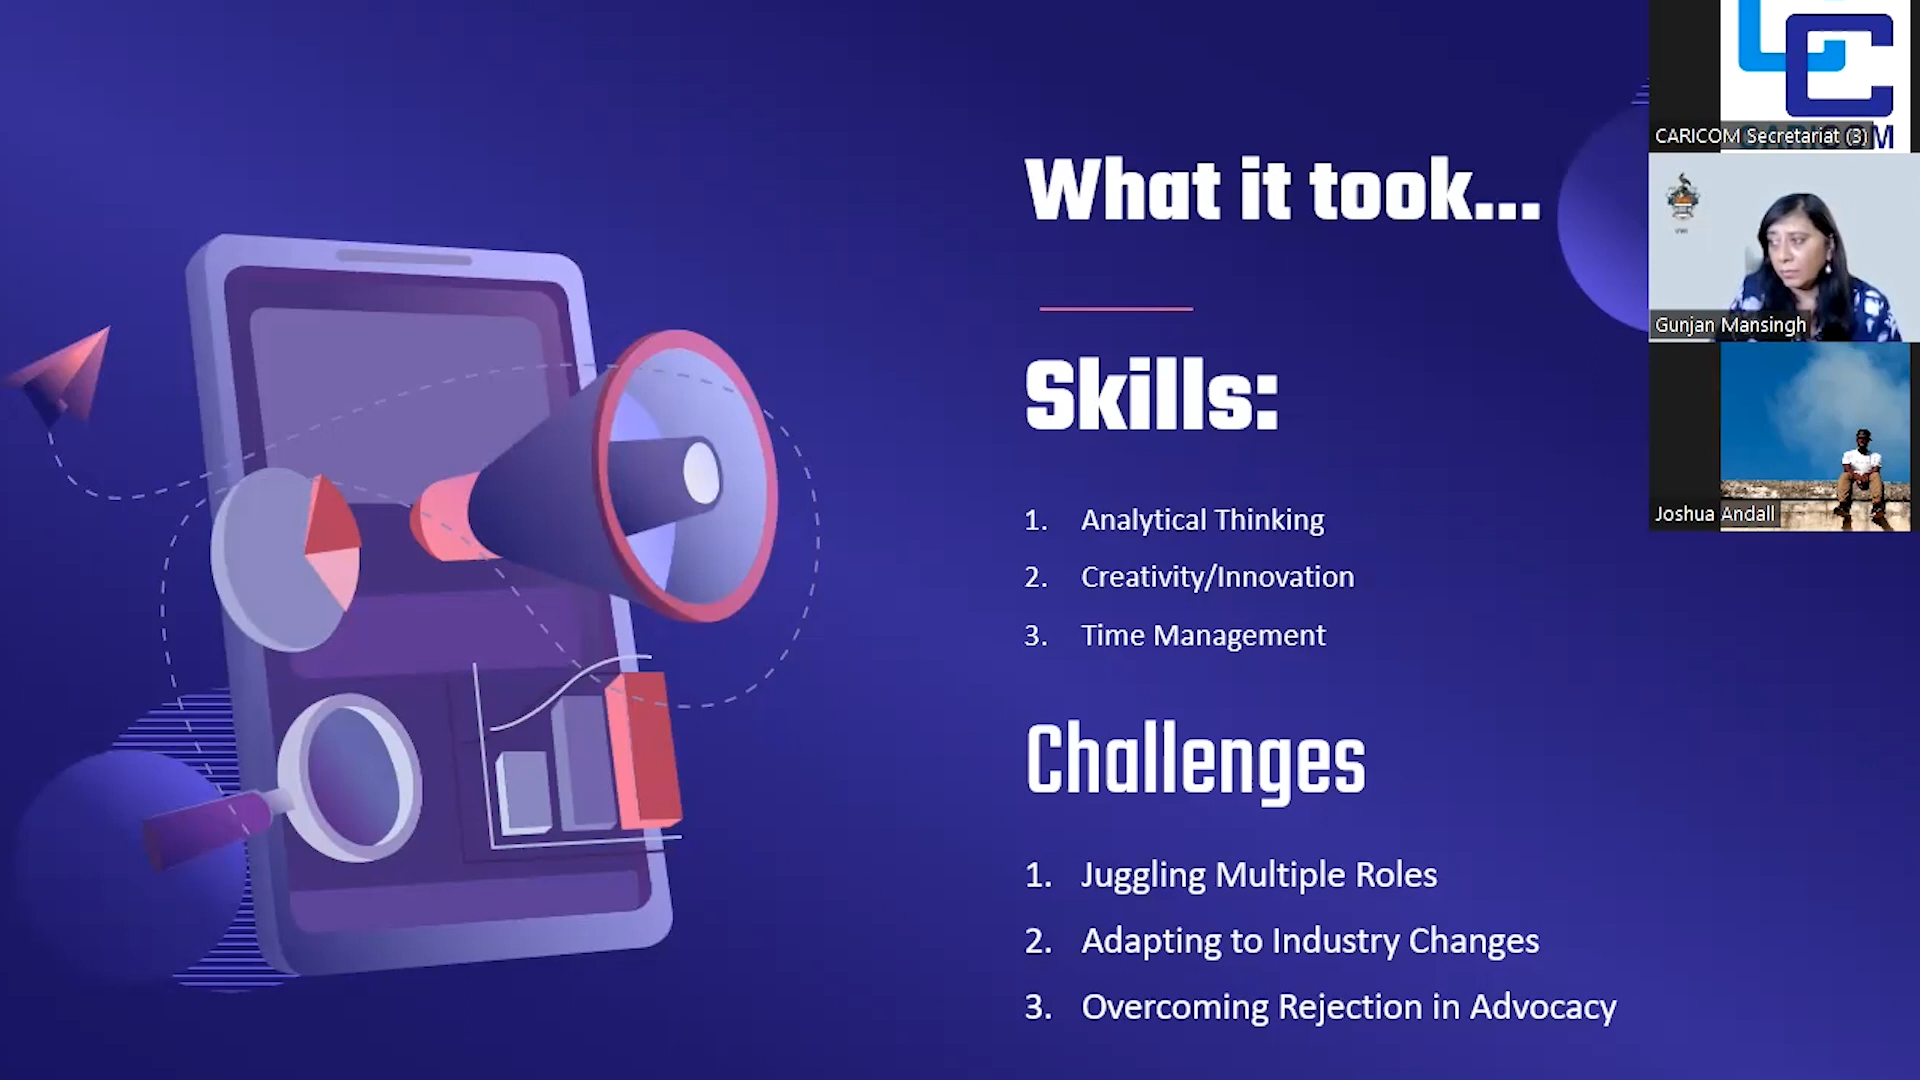 What it took...
Skills:
1. Analytical Thinking
2. Creativity/Innovation
3. Time Management
Challenges
1. Juggling Multiple Roles
2. Adapting to Industry Changes
3. Overcoming Rejection in Advocacy
CARICOM Secretariat (3)
Gunjan Mansingh
Joshua Andall